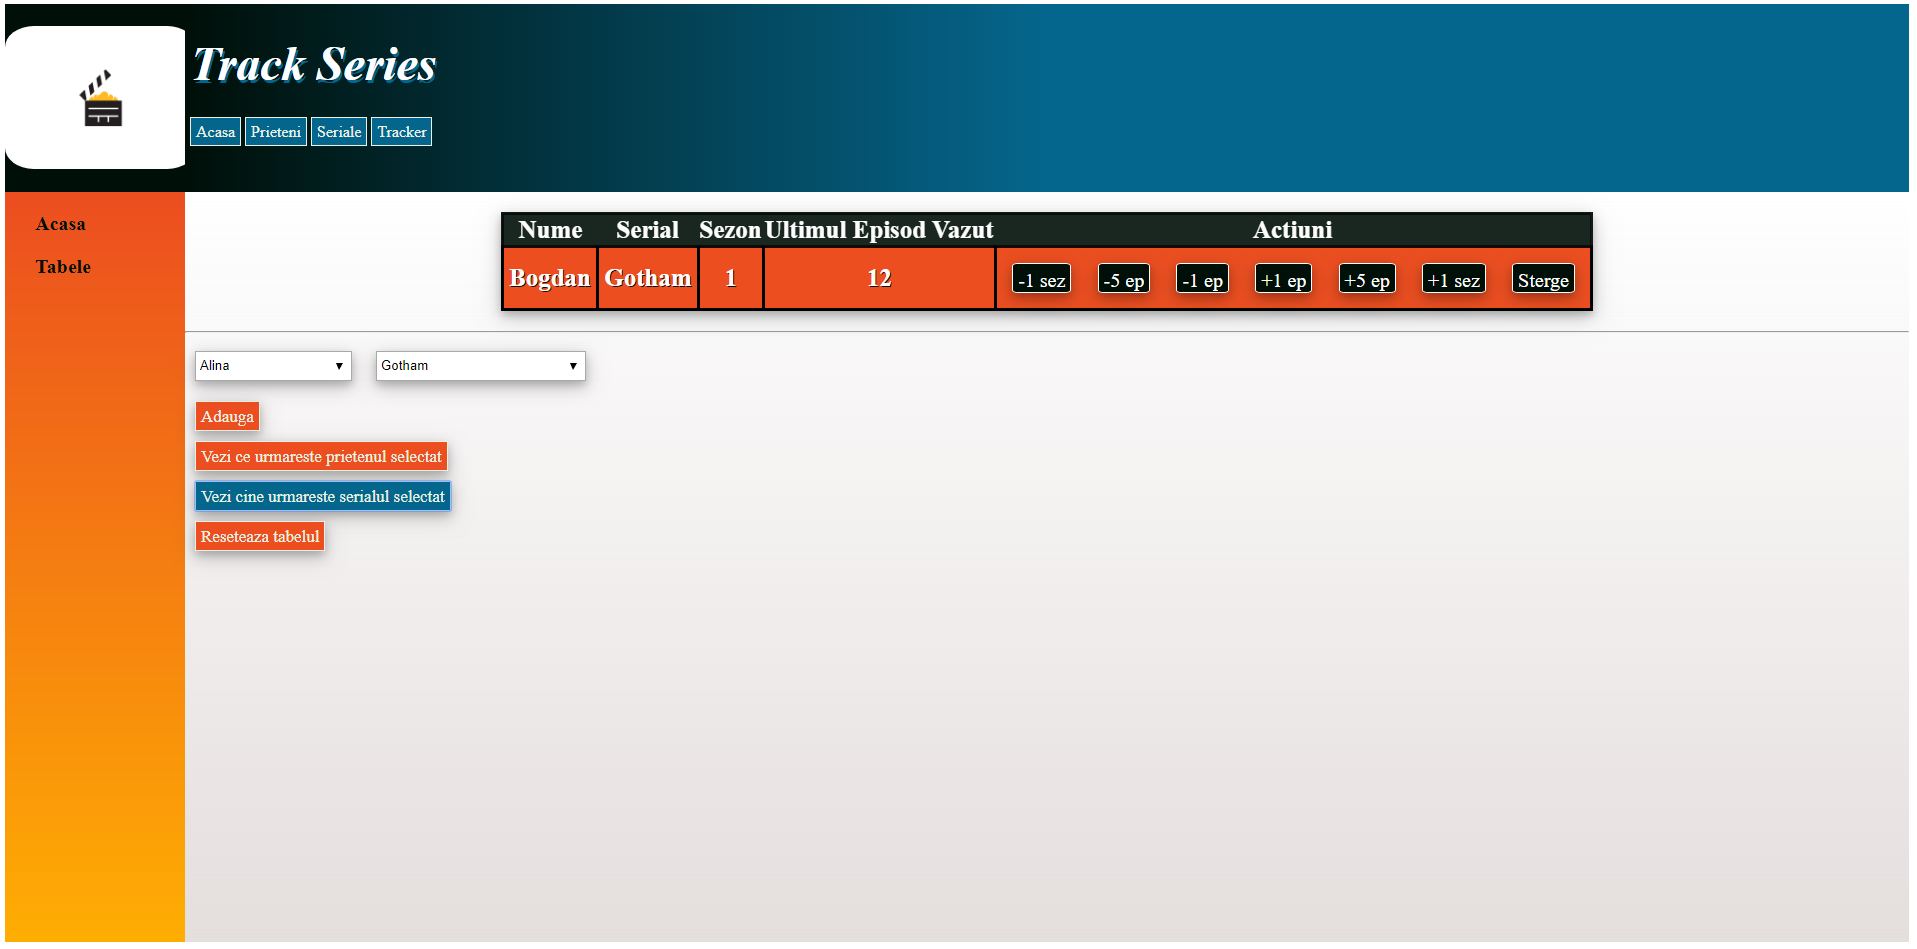 Track Series
Acasa Prieteni Seriale Tracker
Acasa
Tabele
Nume Serial Sezon Ultimul Episod Vazut Actiuni
Bogdan Gotham 1 12 -1 sez -5 ep -1 ep +1 ep +5 ep +1 sez Sterge
Alina Gotham
Adauga
Vezi ce urmareste prietenul selectat
Vezi cine urmareste serialul selectat
Reseteaza tabelul